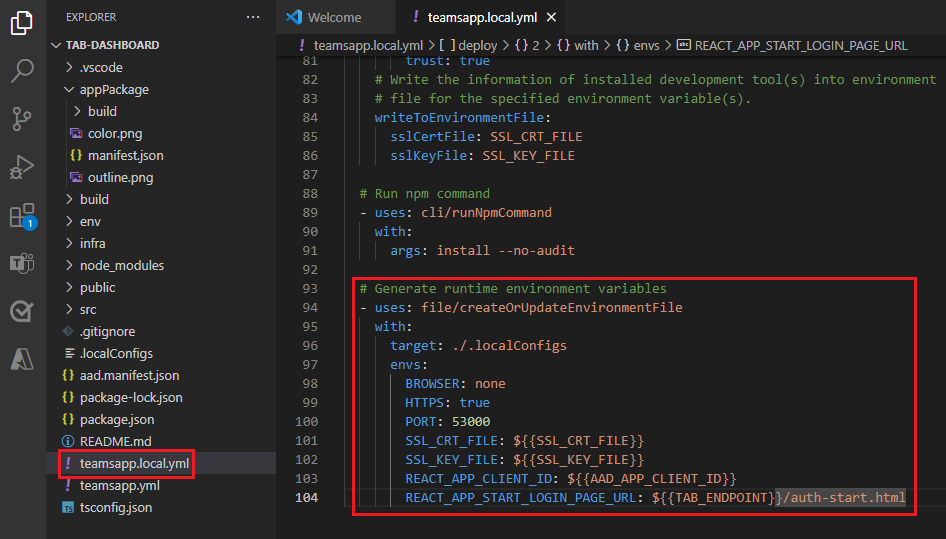 EXPLORER ···
TAB-DASHBOARD
.vscode
appPackage
build
color.png
{} manifest.json
outline.png
build
env
infra
node_modules
public
src
.gitignore
.localConfigs
{} aad.manifest.json
{} package-lock.json
{} package.json
README.md
! teamsapp.local.yml
! teamsapp.yml
TS tsconfig.json
1
Welcome ! teamsapp.local.yml ×
! teamsapp.local.yml > [ ] deploy > {} 2 > {} with > {} envs > abc REACT_APP_START_LOGIN_PAGE_URL
81 trust: true
82 # Write the information of installed development tool(s) into environment
83 # file for the specified environment variable(s).
84 writeToEnvironmentFile:
85 sslCertFile: SSL_CRT_FILE
86 sslKeyFile: SSL_KEY_FILE
87
88 # Run npm command
89 - uses: cli/runNpmCommand
90 with:
91 args: install --no-audit
92
93 # Generate runtime environment variables
94 - uses: file/createOrUpdateEnvironmentFile
95 with:
96 target: ./.localConfigs
97 envs:
98 BROWSER: none
99 HTTPS: true
100 PORT: 53000
101 SSL_CRT_FILE: ${{SSL_CRT_FILE}}
102 SSL_KEY_FILE: ${{SSL_KEY_FILE}}
103 REACT_APP_CLIENT_ID: ${{AAD_APP_CLIENT_ID}}
104 REACT_APP_START_LOGIN_PAGE_URL: ${{TAB_ENDPOINT}}/auth-start.html